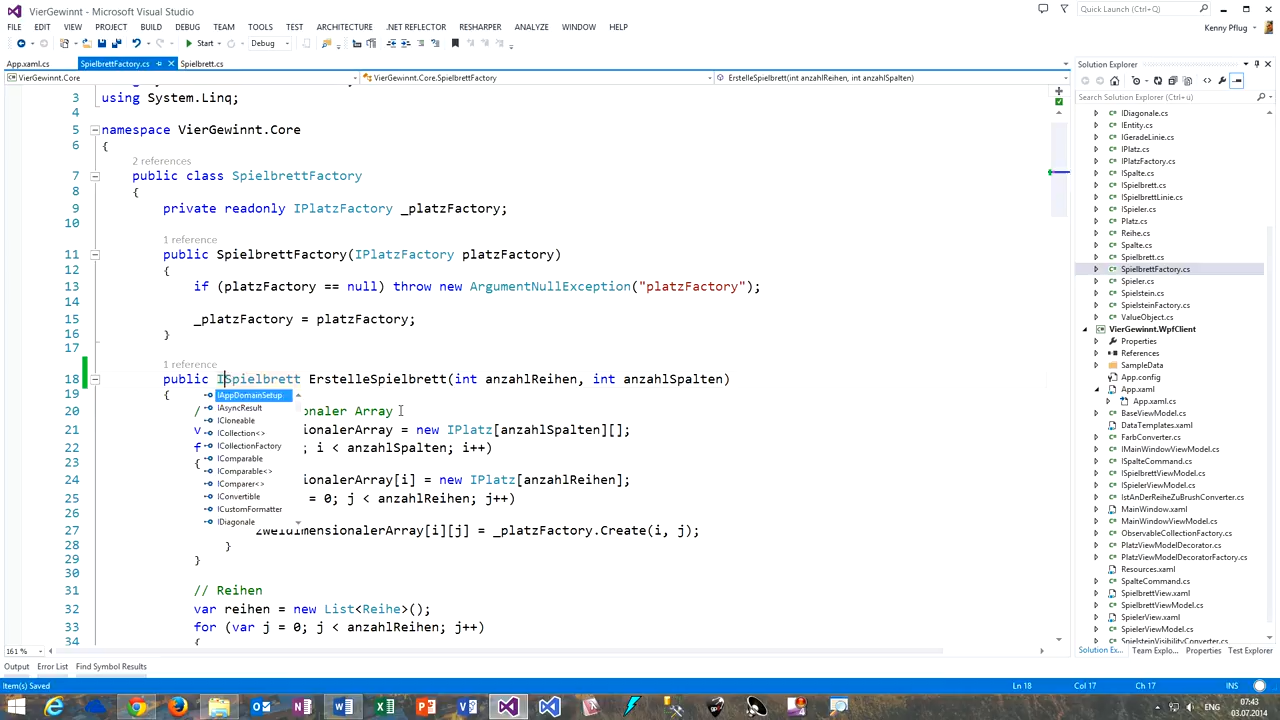 VierGewinnt - Microsoft Visual Studio
Quick Launch (Ctrl+Q)
FILE EDIT VIEW PROJECT BUILD DEBUG TEAM TOOLS TEST ARCHITECTURE .NET REFLECTOR RESHARPER ANALYZE WINDOW HELP
Kenny Pflug
Start Debug
App.xaml.cs SpielbrettFactory.cs Spielbrett.cs
VierGewinnt.Core VierGewinnt.Core.SpielbrettFactory ErstelleSpielbrett(int anzahlReihen, int anzahlSpalten)
3 using System.Linq;
4
5 namespace VierGewinnt.Core
6 {
2 references
7 public class SpielbrettFactory
8 {
9 private readonly IPlatzFactory _platzFactory;
10
1 reference
11 public SpielbrettFactory(IPlatzFactory platzFactory)
12 {
13 if (platzFactory == null) throw new ArgumentNullException("platzFactory");
14
15 _platzFactory = platzFactory;
16 }
17
1 reference
18 public ISpielbrett ErstelleSpielbrett(int anzahlReihen, int anzahlSpalten)
19 {
20 / onaler Array
21 v ionalerArray = new IPlatz[anzahlSpalten][];
22 f ; i < anzahlSpalten; i++)
23 {
24 ionalerArray[i] = new IPlatz[anzahlReihen];
25 = 0; j < anzahlReihen; j++)
26
27 zweidimensionalerArray[i][j] = _platzFactory.Create(i, j);
28 }
29 }
30
31 // Reihen
32 var reihen = new List<Reihe>();
33 for (var j = 0; j < anzahlReihen; j++)
34 {
IAppDomainSetup
IAsyncResult
ICloneable
ICollection<>
ICollectionFactory
IComparable
IComparable<>
IComparer<>
IConvertible
ICustomFormatter
IDiagonale
161 %
Output Error List Find Symbol Results
Solution Explorer
Search Solution Explorer (Ctrl+ü)
IDiagonale.cs
IEntity.cs
IGeradeLinie.cs
IPlatz.cs
IPlatzFactory.cs
ISpalte.cs
ISpielbrett.cs
ISpielbrettLinie.cs
ISpieler.cs
Platz.cs
Reihe.cs
Spalte.cs
Spielbrett.cs
SpielbrettFactory.cs
Spieler.cs
Spielstein.cs
SpielsteinFactory.cs
ValueObject.cs
VierGewinnt.WpfClient
Properties
References
SampleData
App.config
App.xaml
App.xaml.cs
BaseViewModel.cs
DataTemplates.xaml
FarbConverter.cs
IMainWindowViewModel.cs
ISpalteCommand.cs
ISpielbrettViewModel.cs
ISpielerViewModel.cs
IstAnDerReiheZuBrushConverter.cs
MainWindow.xaml
MainWindowViewModel.cs
ObservableCollectionFactory.cs
PlatzViewModelDecorator.cs
PlatzViewModelDecoratorFactory.cs
Resources.xaml
SpalteCommand.cs
SpielbrettView.xaml
SpielbrettViewModel.cs
SpielerView.xaml
SpielerViewModel.cs
SpielsteinVisibilityConverter.cs
Solution Ex... Team Explo... Properties Test Explorer
Item(s) Saved Ln 18 Col 17 Ch 17 INS
07:43
03.07.2014